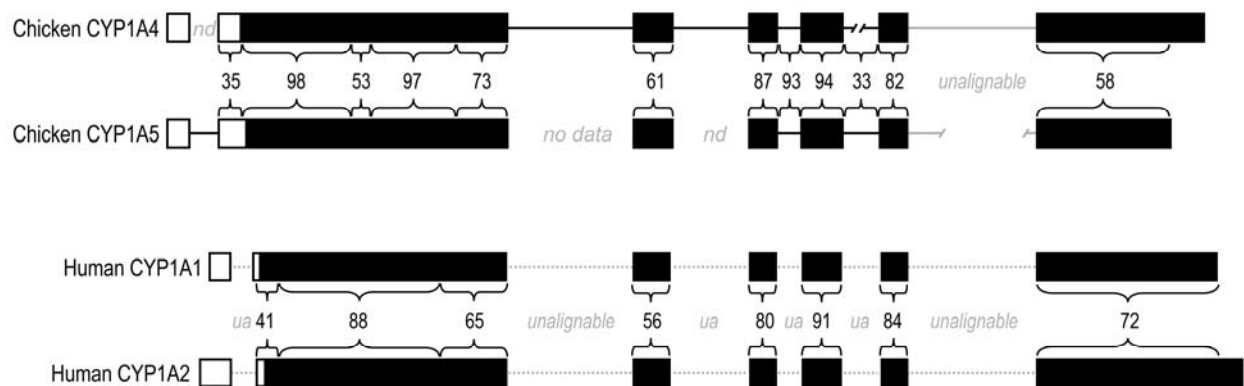 Chicken CYP1A4 nd
35 98 53 97 73 61 87 93 94 33 82 unalignable 58
Chicken CYP1A5 no data nd
Human CYP1A1
ua 41 88 65 unalignable 56 ua 80 ua 91 ua 84 unalignable 72
Human CYP1A2